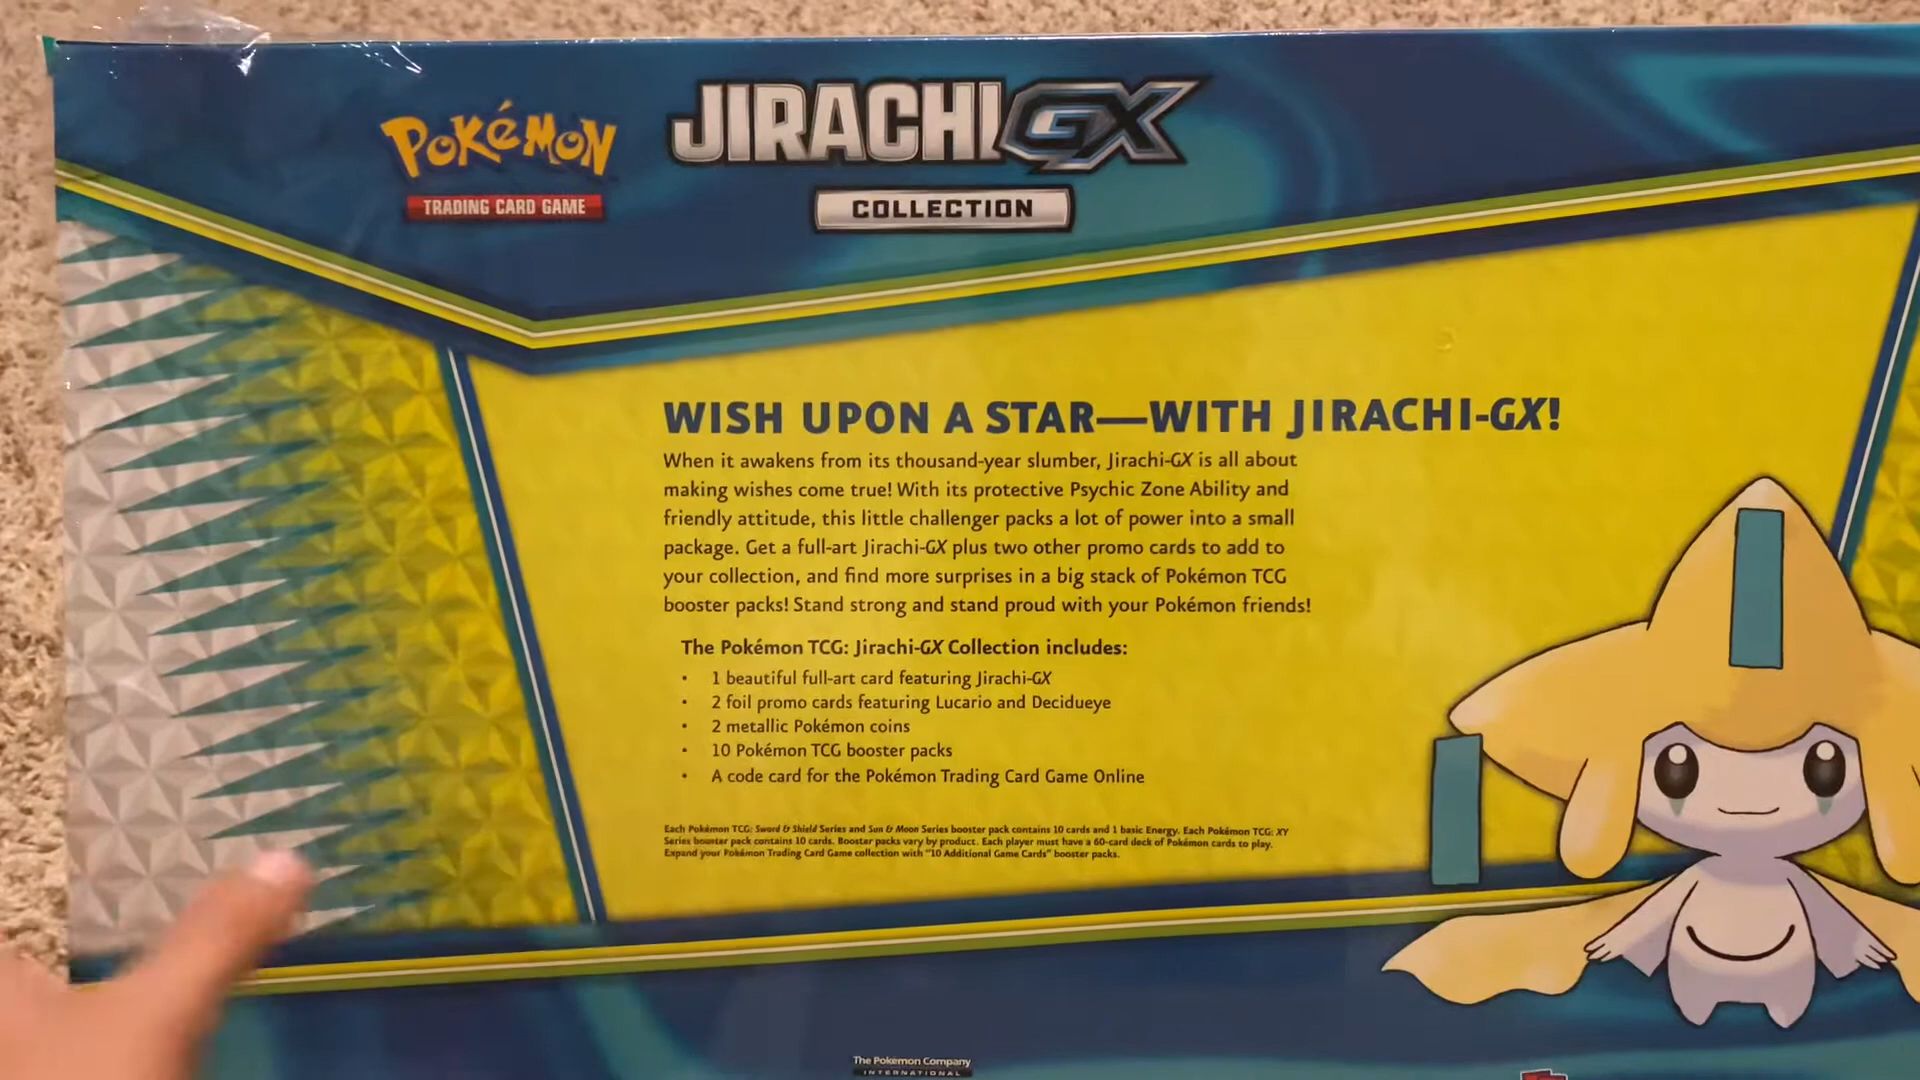 POKéMON
TRADING CARD GAME
JIRACHI GX
COLLECTION
WISH UPON A STAR—WITH JIRACHI-GX!
When it awakens from its thousand-year slumber, Jirachi-GX is all about
making wishes come true! With its protective Psychic Zone Ability and
friendly attitude, this little challenger packs a lot of power into a small
package. Get a full-art Jirachi-GX plus two other promo cards to add to
your collection, and find more surprises in a big stack of Pokémon TCG
booster packs! Stand strong and stand proud with your Pokémon friends!
The Pokémon TCG: Jirachi-GX Collection includes:
• 1 beautiful full-art card featuring Jirachi-GX
• 2 foil promo cards featuring Lucario and Decidueye
• 2 metallic Pokémon coins
• 10 Pokémon TCG booster packs
• A code card for the Pokémon Trading Card Game Online
Each Pokémon TCG: Sword & Shield Series and Sun & Moon Series booster pack contains 10 cards and 1 basic Energy. Each Pokémon TCG: XY
Series booster pack contains 10 cards. Booster packs vary by product. Each player must have a 60-card deck of Pokémon cards to play.
Expand your Pokémon Trading Card Game collection with "10 Additional Game Cards" booster packs.
The Pokémon Company
INTERNATIONAL